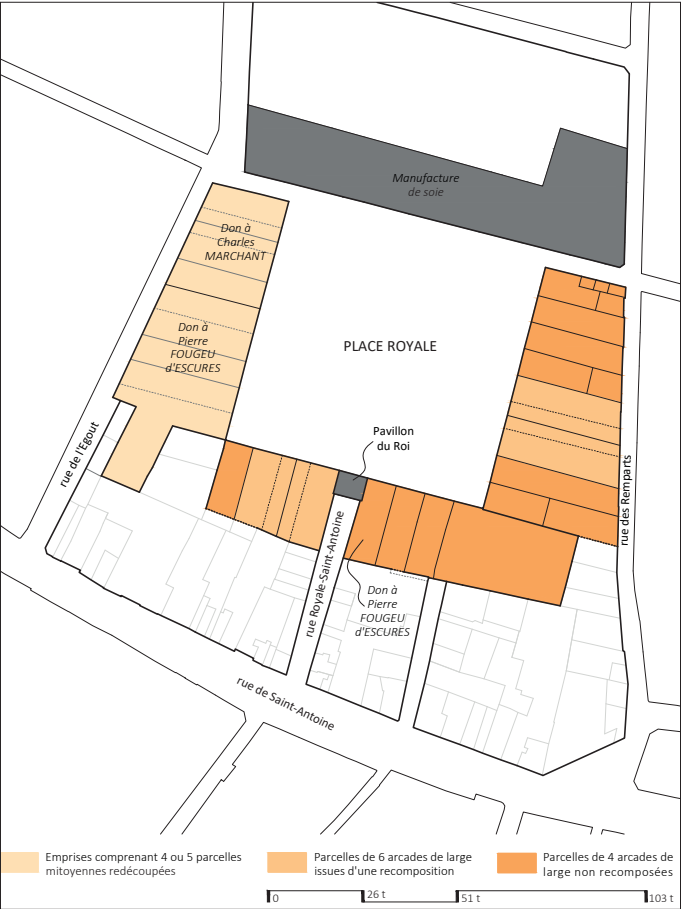 Manufacture
de soie
Don à
Charles
MARCHANT
Don à
Pierre
FOUGEU
d'ESCURES
PLACE ROYALE
Pavillon
du Roi
rue de l'Egout
rue des Remparts
rue Royale-Saint-Antoine
Don à
Pierre
FOUGEU
d'ESCURES
rue de Saint-Antoine
Emprises comprenant 4 ou 5 parcelles
mitoyennes redécoupées
Parcelles de 6 arcades de large
issues d'une recomposition
Parcelles de 4 arcades de
large non recomposées
0 26 t 51 t 103 t